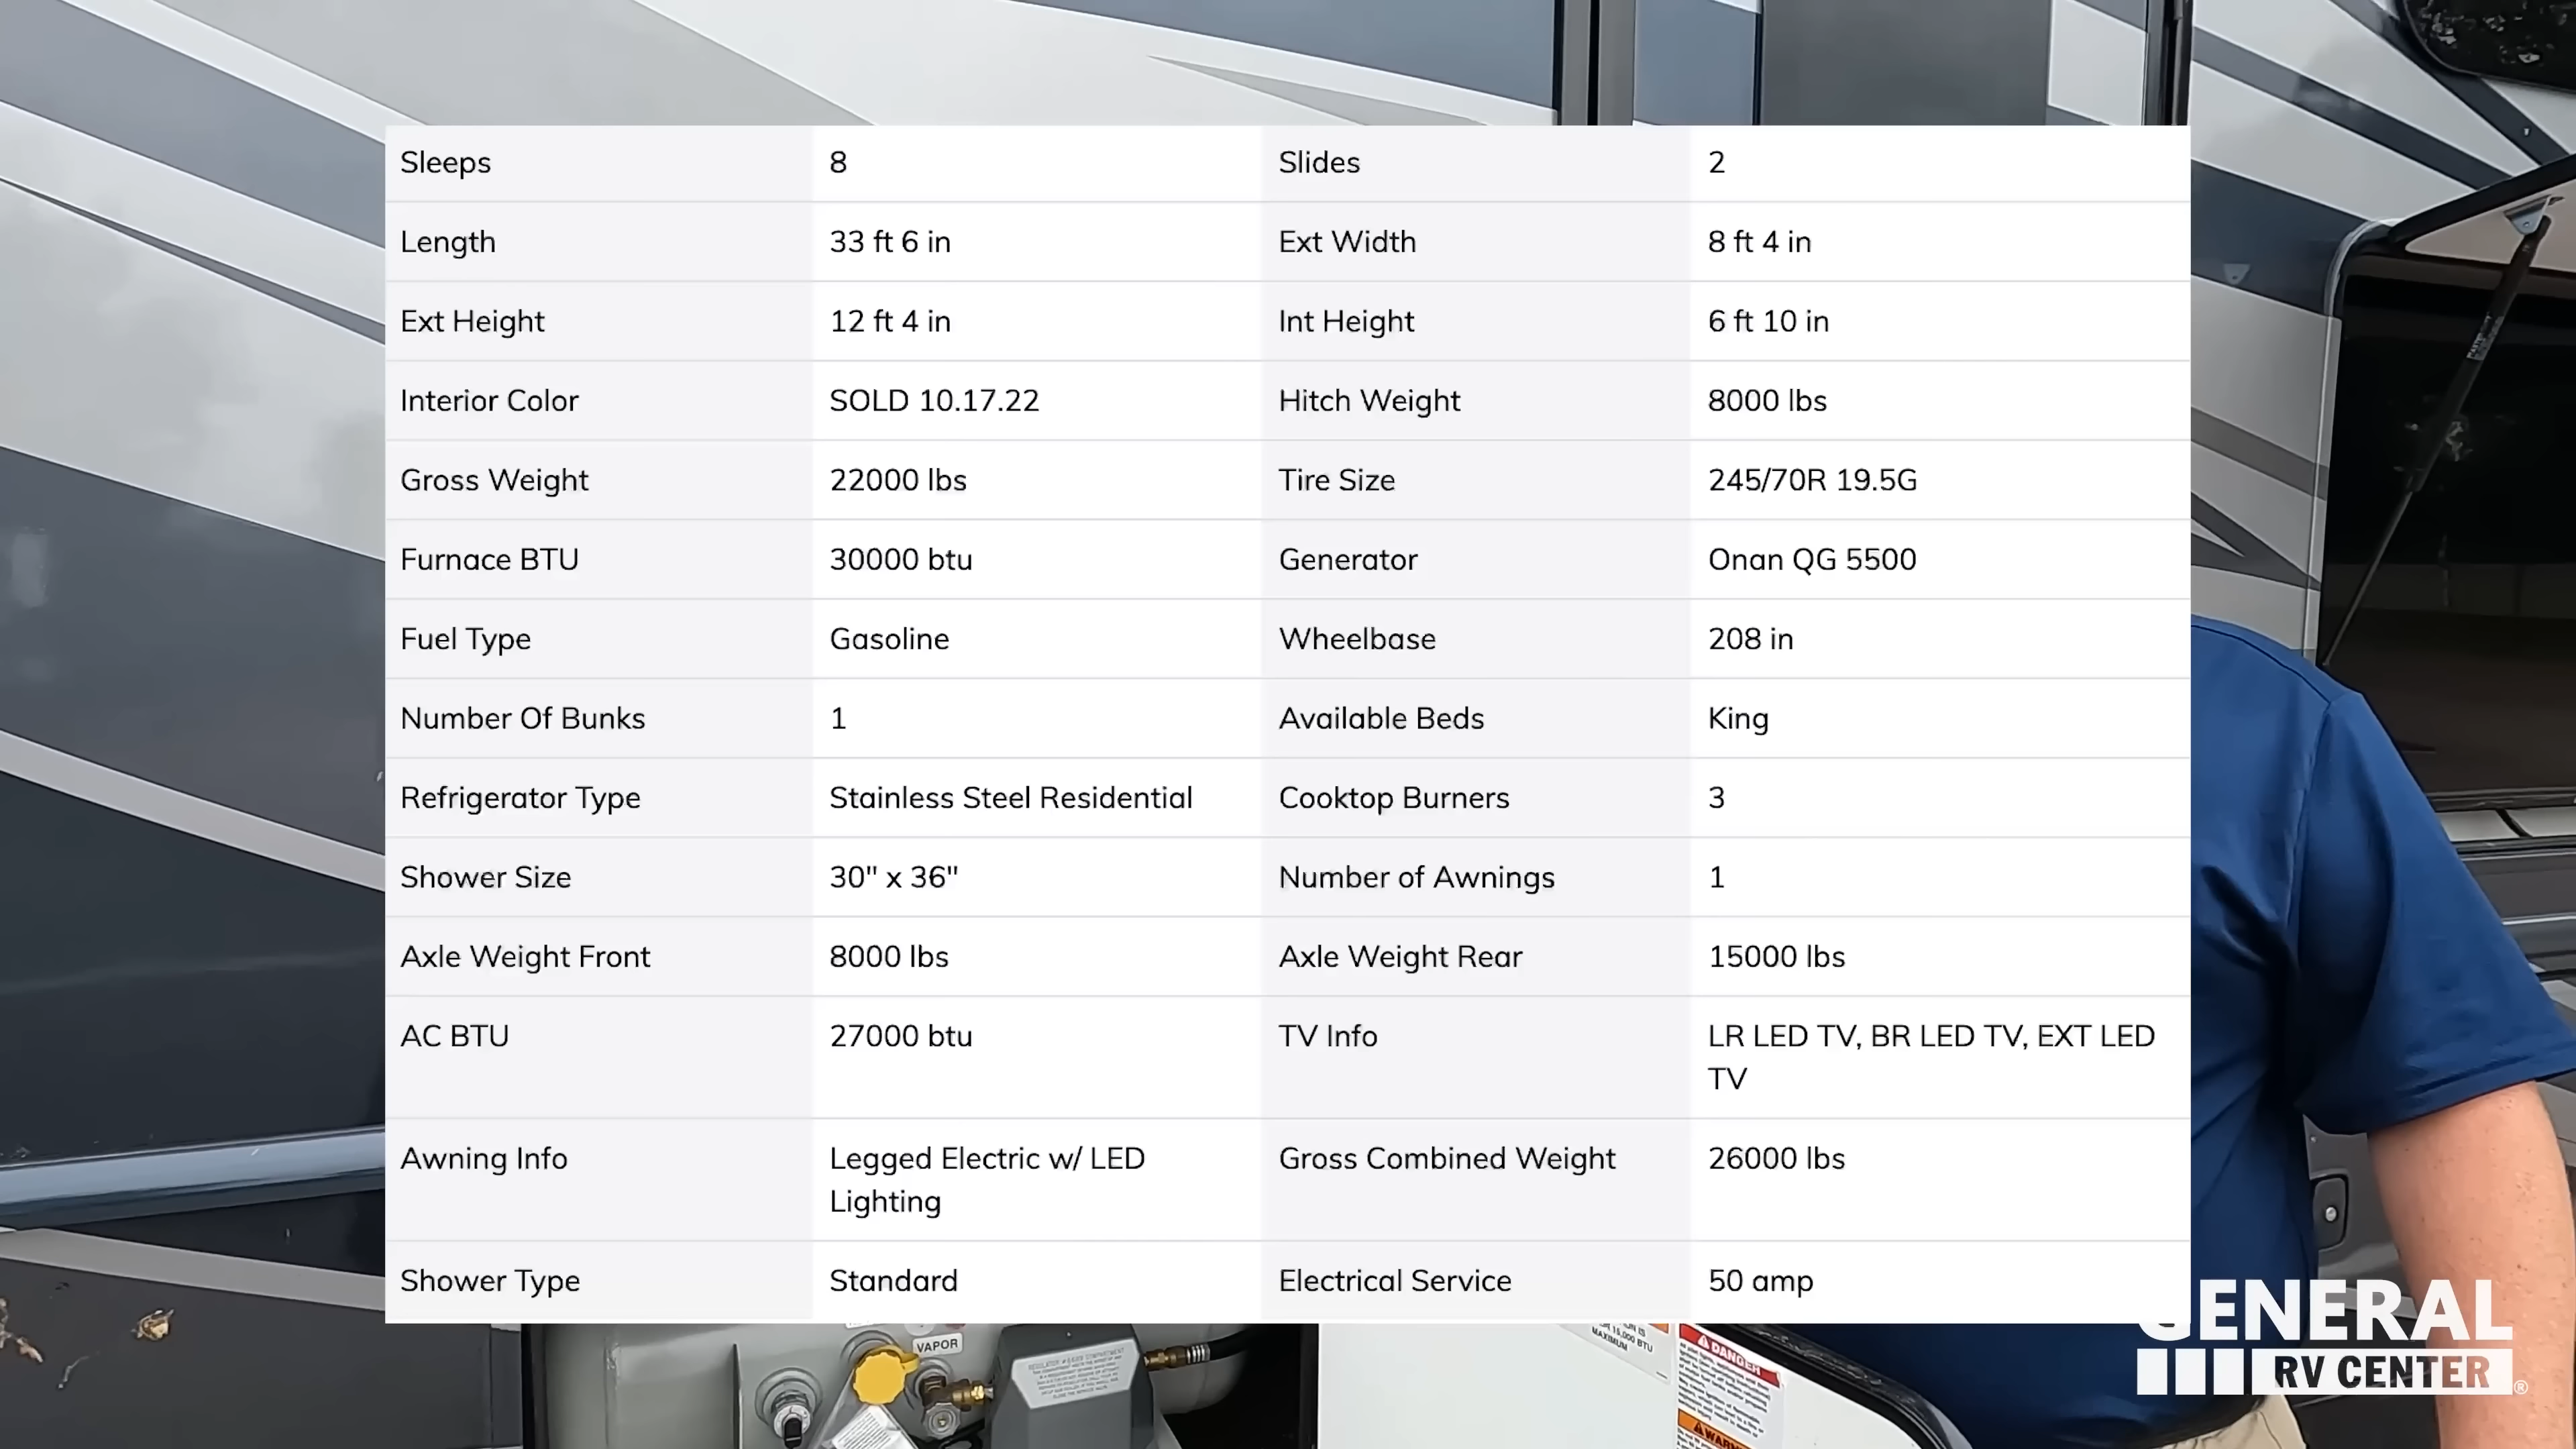 Sleeps 8 Slides 2
Length 33 ft 6 in Ext Width 8 ft 4 in
Ext Height 12 ft 4 in Int Height 6 ft 10 in
Interior Color SOLD 10.17.22 Hitch Weight 8000 lbs
Gross Weight 22000 lbs Tire Size 245/70R 19.5G
Furnace BTU 30000 btu Generator Onan QG 5500
Fuel Type Gasoline Wheelbase 208 in
Number Of Bunks 1 Available Beds King
Refrigerator Type Stainless Steel Residential Cooktop Burners 3
Shower Size 30" x 36" Number of Awnings 1
Axle Weight Front 8000 lbs Axle Weight Rear 15000 lbs
AC BTU 27000 btu TV Info LR LED TV, BR LED TV, EXT LED
TV
Awning Info Legged Electric w/ LED Gross Combined Weight 26000 lbs
Lighting
Shower Type Standard Electrical Service 50 amp
GENERAL
RV CENTER®
VAPOR
15,000 BTU
MAXIMUM
DANGER